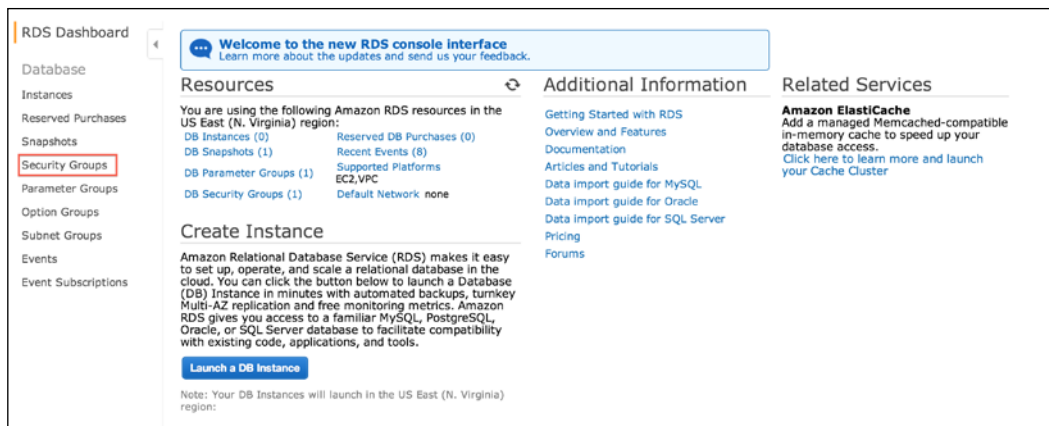 RDS Dashboard
Database
Instances
Reserved Purchases
Snapshots
Security Groups
Parameter Groups
Option Groups
Subnet Groups
Events
Event Subscriptions
Welcome to the new RDS console interface
Learn more about the updates and send us your feedback.
Resources
You are using the following Amazon RDS resources in the
US East (N. Virginia) region:
DB Instances (0)
Reserved DB Purchases (0)
DB Snapshots (1)
Recent Events (8)
DB Parameter Groups (1)
Supported Platforms
EC2,VPC
DB Security Groups (1)
Default Network none
Create Instance
Amazon Relational Database Service (RDS) makes it easy
to set up, operate, and scale a relational database in the
cloud. You can click the button below to launch a Database
(DB) Instance in minutes with automated backups, turnkey
Multi-AZ replication and free monitoring metrics. Amazon
RDS gives you access to a familiar MySQL, PostgreSQL,
Oracle, or SQL Server database to facilitate compatibility
with existing code, applications, and tools.
Launch a DB Instance
Note: Your DB Instances will launch in the US East (N. Virginia)
region:
Additional Information
Getting Started with RDS
Overview and Features
Documentation
Articles and Tutorials
Data import guide for MySQL
Data import guide for Oracle
Data import guide for SQL Server
Pricing
Forums
Related Services
Amazon ElastiCache
Add a managed Memcached-compatible
in-memory cache to speed up your
database access.
Click here to learn more and launch
your Cache Cluster